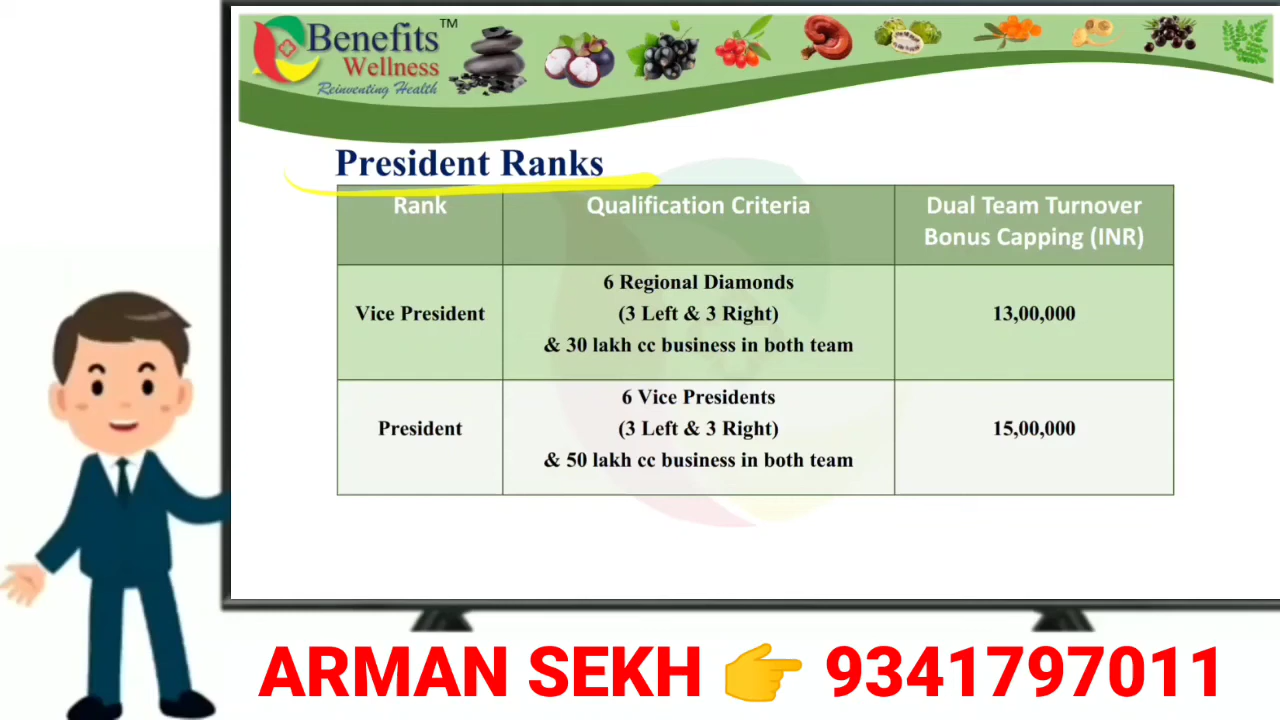 Benefits™
Wellness
Reinventing Health
President Ranks
Rank
Qualification Criteria
Dual Team Turnover
Bonus Capping (INR)
Vice President
6 Regional Diamonds
(3 Left & 3 Right)
& 30 lakh cc business in both team
13,00,000
President
6 Vice Presidents
(3 Left & 3 Right)
& 50 lakh cc business in both team
15,00,000
ARMAN SEKH 👉 9341797011